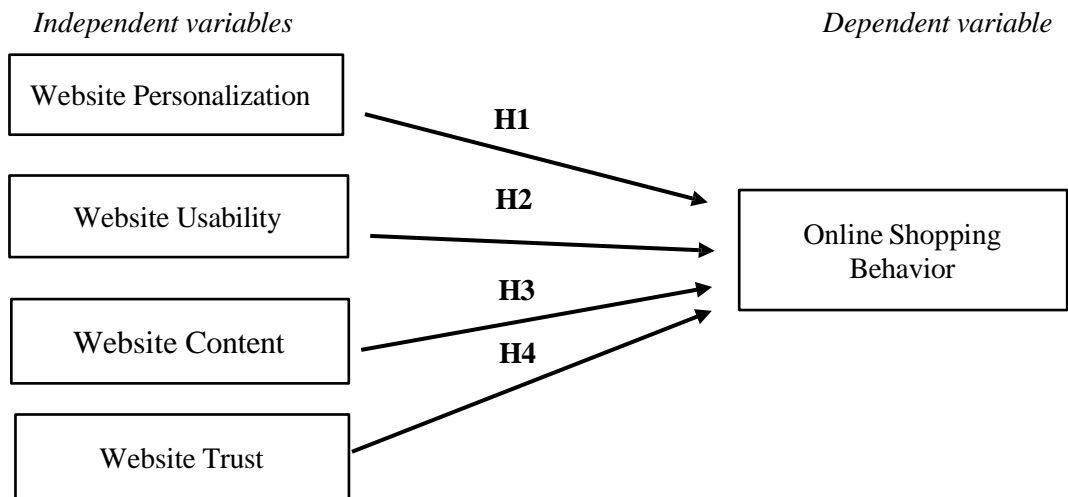 Independent variables
Dependent variable
Website Personalization
H1
Website Usability
H2
Online Shopping
Behavior
Website Content
H3
H4
Website Trust